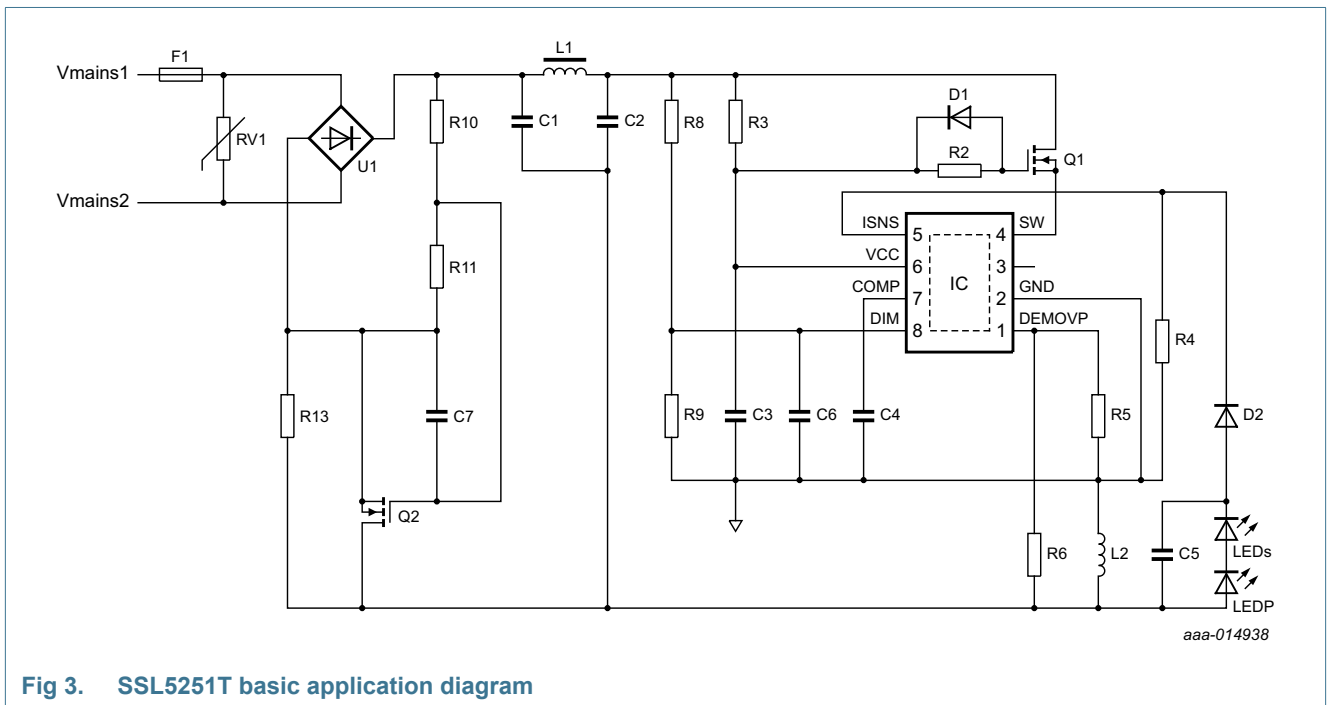 F1
L1
Vmains1
D1
R10
C1
C2
R8
R3
RV1
U1
R2
Q1
Vmains2
ISNS 5 4 SW
VCC 6 3
R11
IC
COMP 7 2 GND
DIM 8 1 DEMOVP
R4
R13
C7
R9
C3
C6
C4
R5
D2
Q2
R6
L2
C5
LEDs
LEDP
aaa-014938
Fig 3. SSL5251T basic application diagram